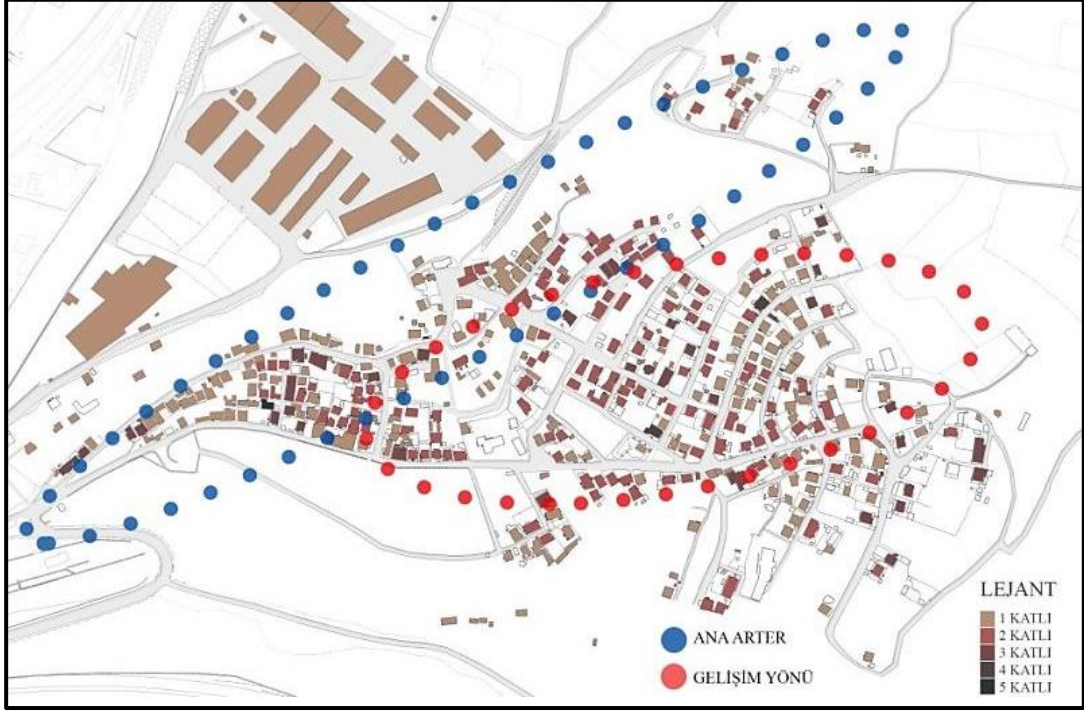 LEJANT
1 KATLI
2 KATLI
3 KATLI
4 KATLI
5 KATLI
ANA ARTER
GELİŞİM YÖNÜ